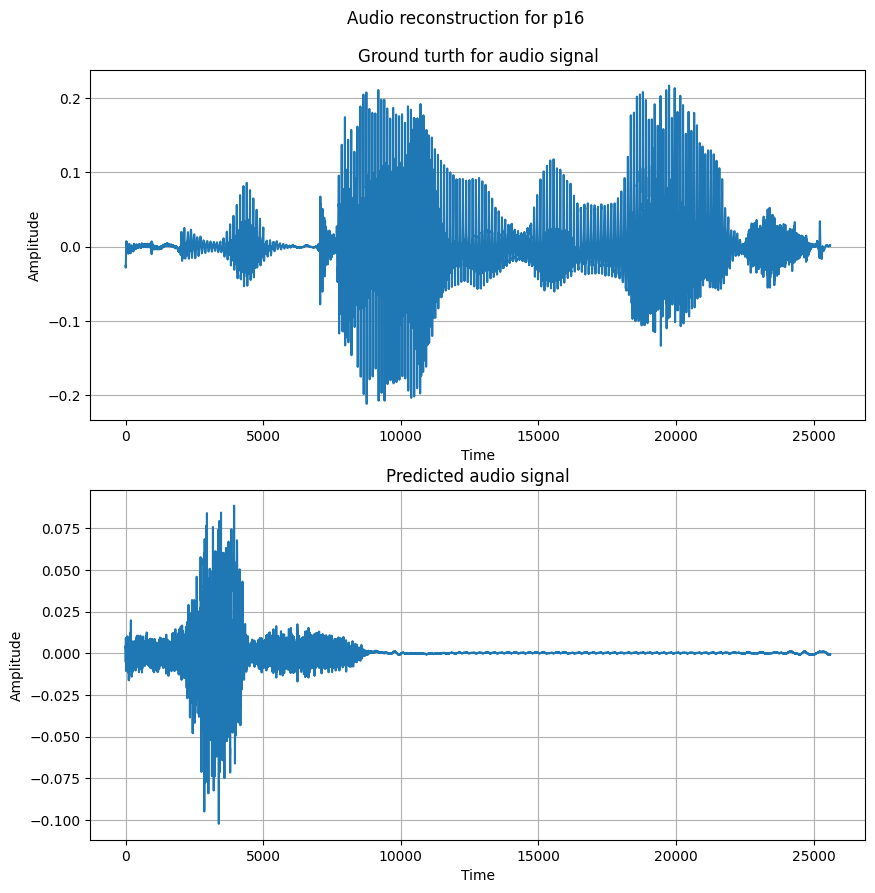 Audio reconstruction for p16
Ground turth for audio signal
0.2
0.1
0.0
−0.1
−0.2
Amplitude
0 5000 10000 15000 20000 25000
Time
Predicted audio signal
0.075
0.050
0.025
0.000
−0.025
−0.050
−0.075
−0.100
Amplitude
0 5000 10000 15000 20000 25000
Time